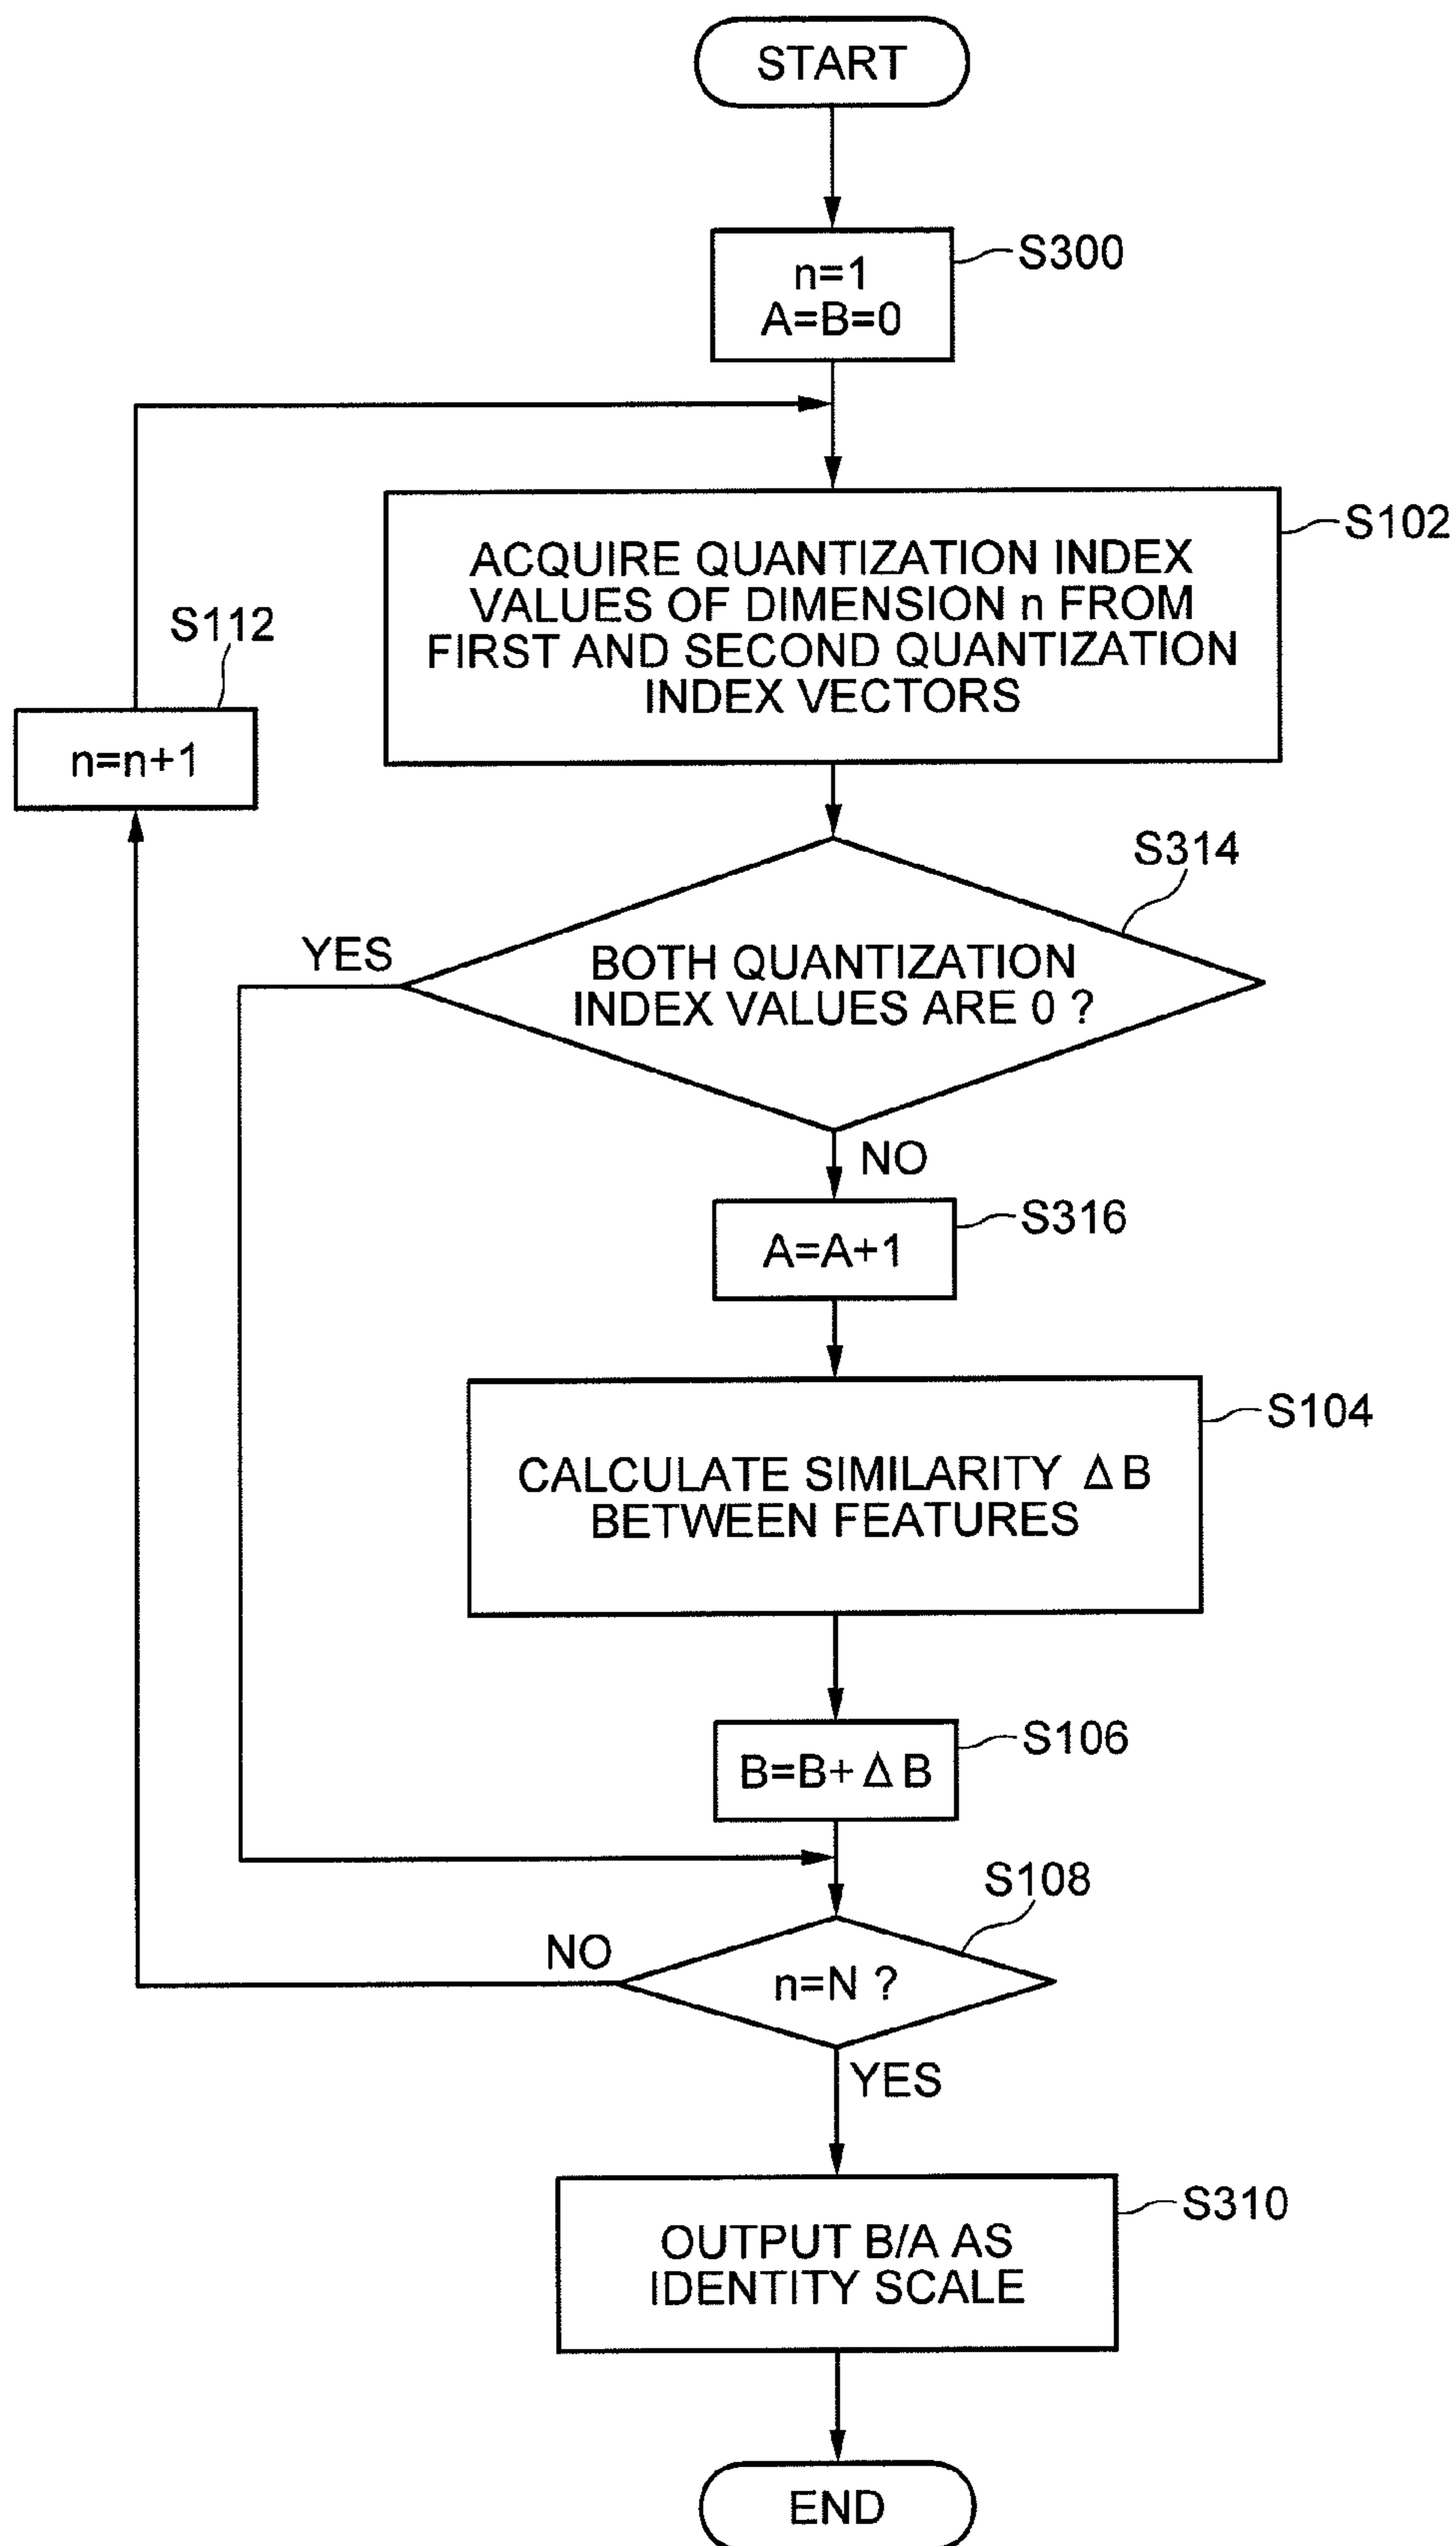 START
n=1
A=B=0
S300
ACQUIRE QUANTIZATION INDEX
VALUES OF DIMENSION n FROM
FIRST AND SECOND QUANTIZATION
INDEX VECTORS
S102
S112
n=n+1
S314
YES
BOTH QUANTIZATION
INDEX VALUES ARE 0 ?
NO
S316
A=A+1
S104
CALCULATE SIMILARITY ΔB
BETWEEN FEATURES
S106
B=B+ΔB
S108
NO
n=N ?
YES
S310
OUTPUT B/A AS
IDENTITY SCALE
END